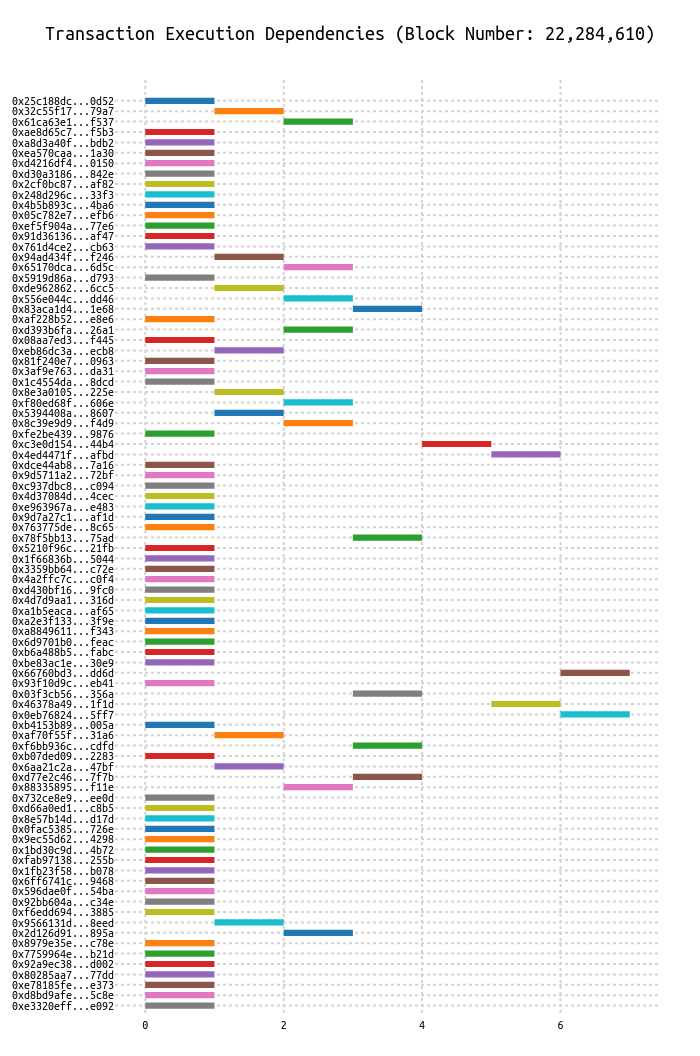 Transaction Execution Dependencies (Block Number: 22,284,610)
0x25c188dc...0d52
0x32c55f17...79a7
0x61ca63e1...f537
0xae8d65c7...f5b3
0xa8d3a40f...bdb2
0xea570caa...1a30
0xd4216df4...0150
0xd30a3186...842e
0x2cf0bc87...af82
0x248d296c...33f3
0x4b5b893c...4ba6
0x05c782e7...efb6
0xef5f904a...77e6
0x91d36136...af47
0x761d4ce2...cb63
0x94ad434f...f246
0x65170dca...6d5c
0x5919d86a...d793
0xde962862...6cc5
0x556e044c...dd46
0x83aca1d4...1e68
0xaf228b52...e8e6
0xd393b6fa...26a1
0x08aa7ed3...f445
0xeb86dc3a...ecb8
0x81f240e7...0963
0x3af9e763...da31
0x1c4554da...8dcd
0x8e3a0105...225e
0xf80ed68f...606e
0x5394408a...8607
0x8c39e9d9...f4d9
0xfe2be439...9876
0xc3e0d154...44b4
0x4ed4471f...afbd
0xdce44ab8...7a16
0x9d5711a2...72bf
0xc937dbc8...c094
0x4d37084d...4cec
0xe963967a...e483
0x9d7a27c1...af1d
0x763775de...8c65
0x78f5bb13...75ad
0x5210f96c...21fb
0x1f66836b...5044
0x3359bb64...c72e
0x4a2ffc7c...c0f4
0xd430bf16...9fc0
0x4d7d9aa1...316d
0xa1b5eaca...af65
0xa2e3f133...3f9e
0xa8849611...f343
0x6d9701b0...feac
0xb6a488b5...fabc
0xbe83ac1e...30e9
0x66760bd3...dd6d
0x93f10d9c...eb41
0x03f3cb56...356a
0x46378a49...1f1d
0x0eb76824...5ff7
0xb4153b89...005a
0xaf70f55f...31a6
0xf6bb936c...cdfd
0xb07ded09...2283
0x6aa21c2a...47bf
0xd77e2c46...7f7b
0x88335895...f11e
0x732ce8e9...ee0d
0xd66a0ed1...c8b5
0x8e57b14d...d17d
0x0fac5385...726e
0x9ec55d62...4298
0x1bd30c9d...4b72
0xfab97138...255b
0x1fb23f58...b078
0x6ff6741c...9468
0x596dae0f...54ba
0x92bb604a...c34e
0xf6edd694...3885
0x9566131d...8eed
0x2d126d91...895a
0x8979e35e...c78e
0x7759964e...b21d
0x92a9ec38...d002
0x80285aa7...77dd
0xe78185fe...e373
0xd8bd9afe...5c8e
0xe3320eff...e092
0 2 4 6